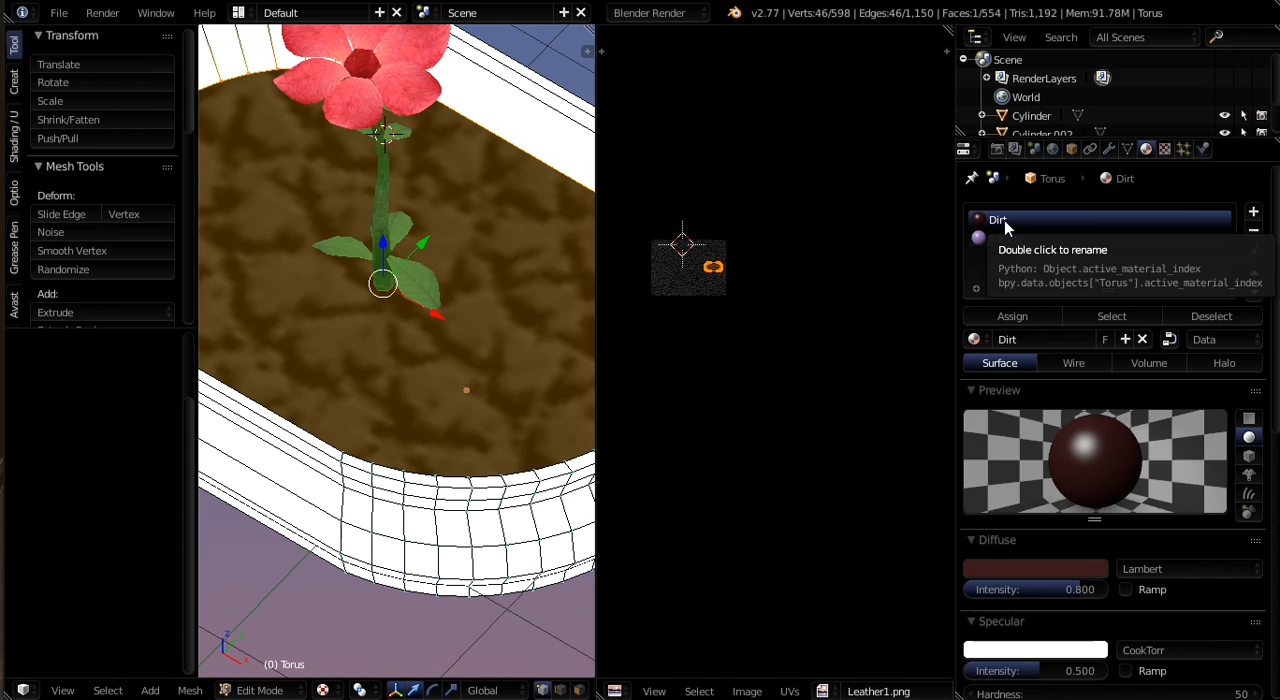 File Render Window Help Default Scene Blender Render v2.77 | Verts:46/598 | Edges:46/1,150 | Faces:1/554 | Tris:1,192 | Mem:91.78M | Torus
Tool
Creat
Shading / U
Optio
Grease Pen
Avast
Transform
Translate
Rotate
Scale
Shrink/Fatten
Push/Pull
Mesh Tools
Deform:
Slide Edge Vertex
Noise
Smooth Vertex
Randomize
Add:
Extrude
(0) Torus
View Select Add Mesh Edit Mode Global
View Select Image UVs Leather1.png
View Search All Scenes
Scene
RenderLayers
World
Cylinder
Cylinder.002
Torus Dirt
Dirt
Double click to rename
Python: Object.active_material_index
bpy.data.objects["Torus"].active_material_index
Assign Select Deselect
Dirt F Data
Surface Wire Volume Halo
Preview
Diffuse
Lambert
Intensity: 0.800 Ramp
Specular
CookTorr
Intensity: 0.500 Ramp
Hardness: 50